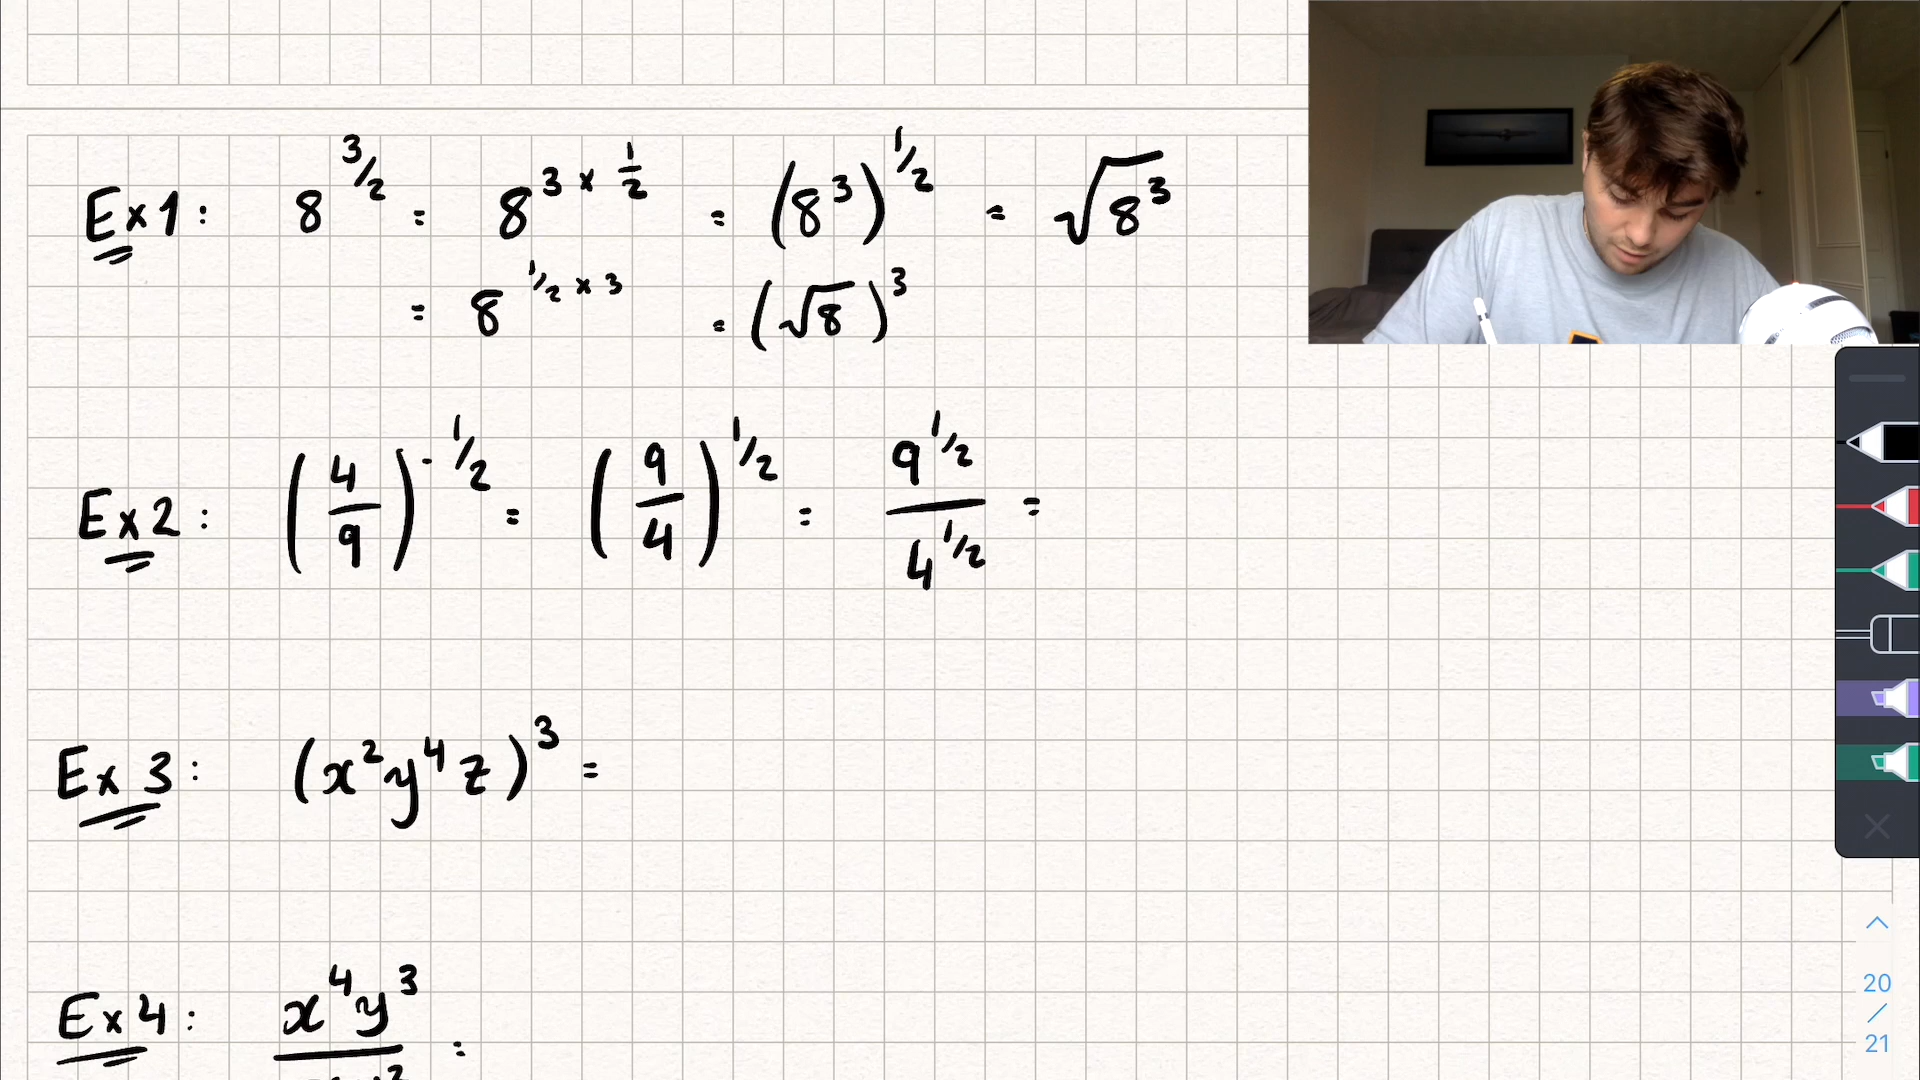 Ex1: 8^3/2 = 8^3 x 1/2 = (8^3)^1/2 = √8^3
= 8^1/2 x 3 = (√8)^3
Ex2: (4/9)^-1/2 = (9/4)^1/2 = 9^1/2 / 4^1/2 =
Ex 3: (x^2y^4z)^3 =
Ex4: x^4y^3 =
20
/
21